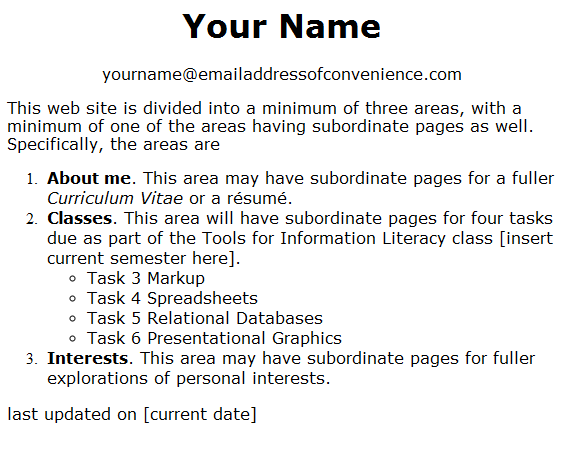 Your Name
yourname@emailaddressofconvenience.com
This web site is divided into a minimum of three areas, with a
minimum of one of the areas having subordinate pages as well.
Specifically, the areas are
1. About me. This area may have subordinate pages for a fuller
Curriculum Vitae or a résumé.
2. Classes. This area will have subordinate pages for four tasks
due as part of the Tools for Information Literacy class [insert
current semester here].
◦ Task 3 Markup
◦ Task 4 Spreadsheets
◦ Task 5 Relational Databases
◦ Task 6 Presentational Graphics
3. Interests. This area may have subordinate pages for fuller
explorations of personal interests.
last updated on [current date]